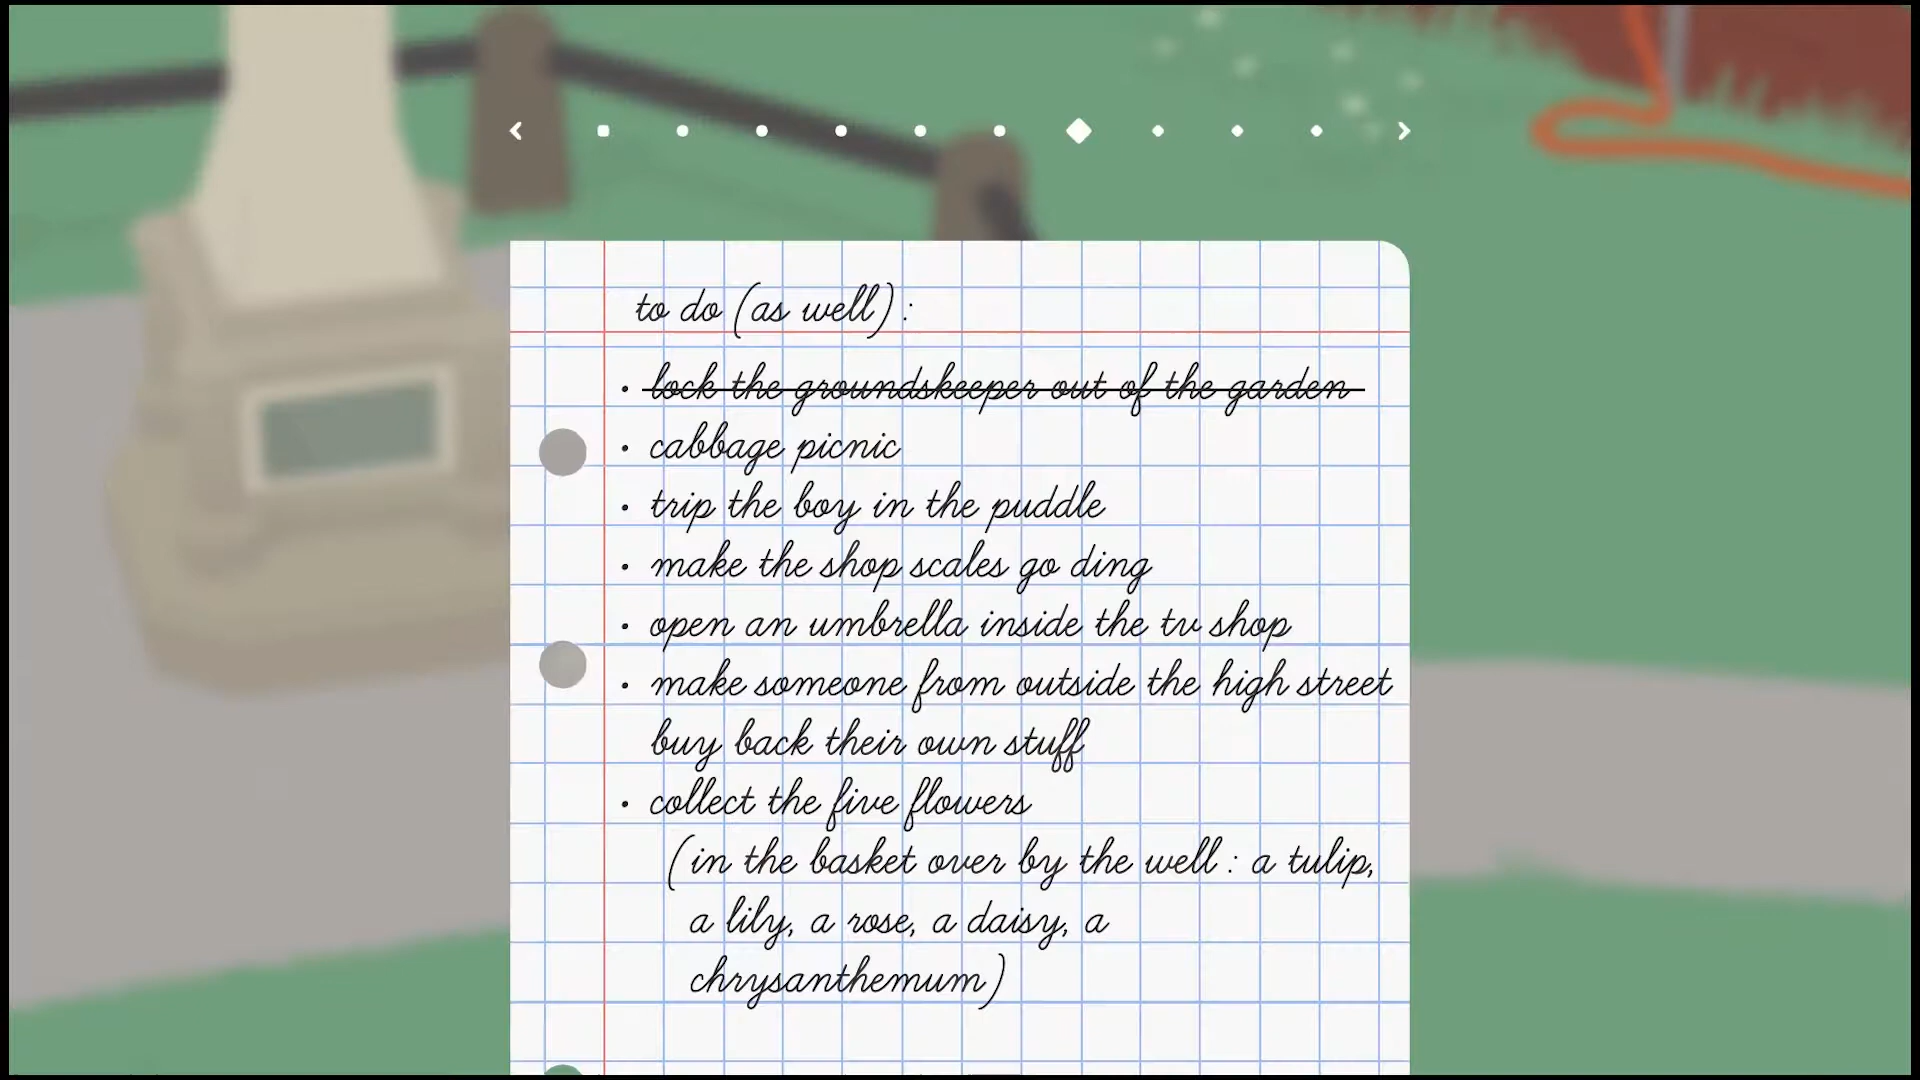 to do (as well) :
• lock the groundskeeper out of the garden
• cabbage picnic
• trip the boy in the puddle
• make the shop scales go ding
• open an umbrella inside the tv shop
• make someone from outside the high street
buy back their own stuff
• collect the five flowers
(in the basket over by the well : a tulip,
a lily, a rose, a daisy, a
chrysanthemum)